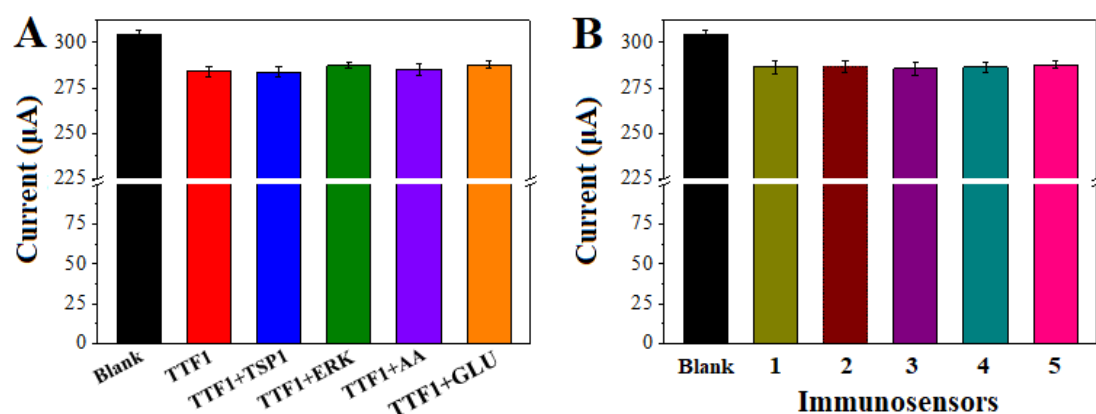 A
Current (μA)
300
275
250
225
75
50
25
0
Blank
TTF1
TTF1+TSP1
TTF1+ERK
TTF1+AA
TTF1+GLU
B
Current (μA)
300
275
250
225
75
50
25
0
Blank 1 2 3 4 5
Immunosensors